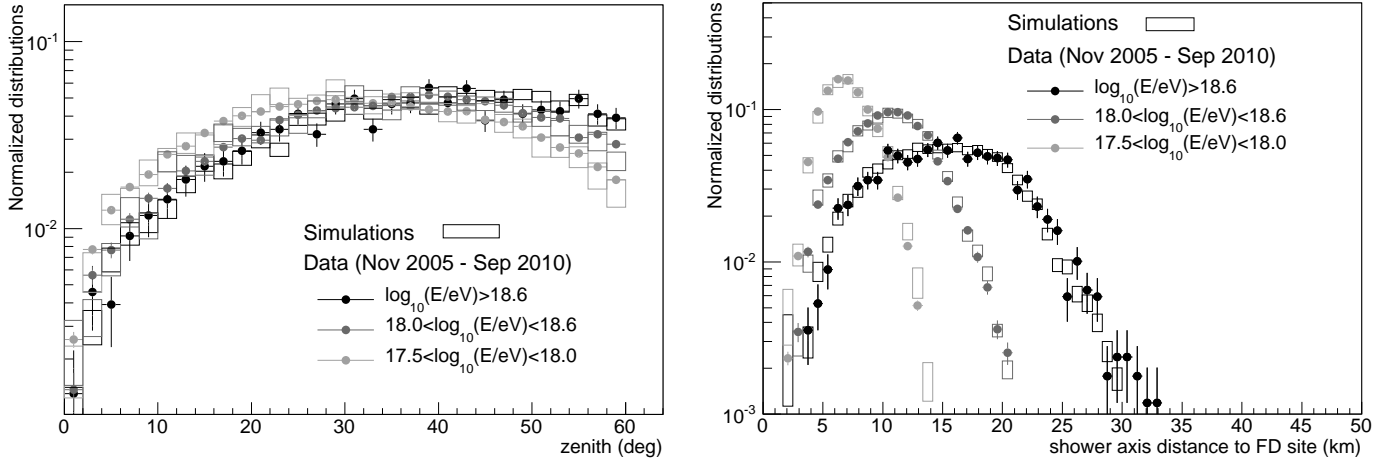 Normalized distributions
10⁻¹
10⁻²
Simulations
Data (Nov 2005 - Sep 2010)
log₁₀(E/eV)>18.6
18.0<log₁₀(E/eV)<18.6
17.5<log₁₀(E/eV)<18.0
0 10 20 30 40 50 60
zenith (deg)
Normalized distributions
10⁻¹
10⁻²
10⁻³
Simulations
Data (Nov 2005 - Sep 2010)
log₁₀(E/eV)>18.6
18.0<log₁₀(E/eV)<18.6
17.5<log₁₀(E/eV)<18.0
0 5 10 15 20 25 30 35 40 45 50
shower axis distance to FD site (km)